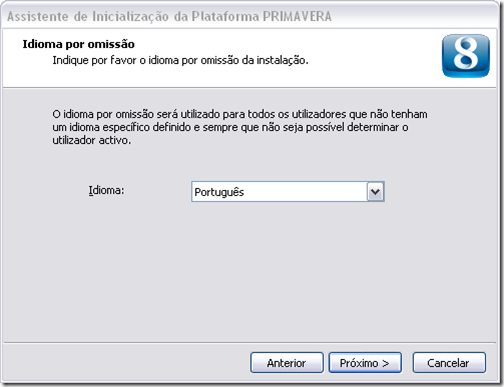 Assistente de Inicialização da Plataforma PRIMAVERA
Idioma por omissão
Indique por favor o idioma por omissão da instalação.
8
O idioma por omissão será utilizado para todos os utilizadores que não tenham
um idioma específico definido e sempre que não seja possível determinar o
utilizador activo.
Idioma:
Português
Anterior
Próximo >
Cancelar